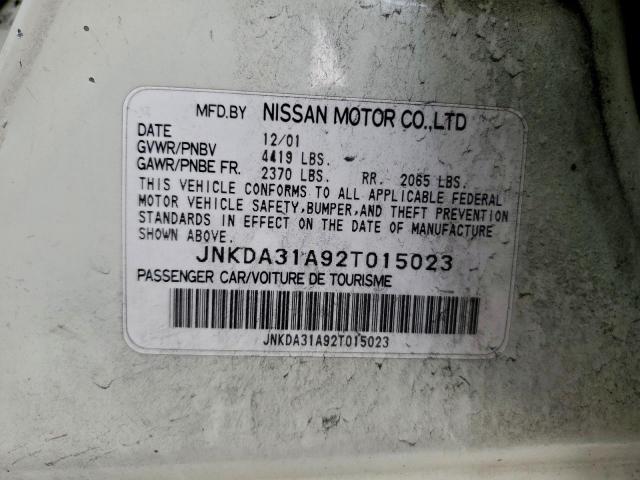 MFD.BY NISSAN MOTOR CO.,LTD
DATE 12/01
GVWR/PNBV 4419 LBS.
GAWR/PNBE FR. 2370 LBS. RR. 2065 LBS.
THIS VEHICLE CONFORMS TO ALL APPLICABLE FEDERAL
MOTOR VEHICLE SAFETY,BUMPER,AND THEFT PREVENTION
STANDARDS IN EFFECT ON THE DATE OF MANUFACTURE
SHOWN ABOVE.
JNKDA31A92T015023
PASSENGER CAR/VOITURE DE TOURISME
JNKDA31A92T015023